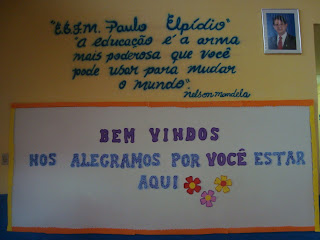 "E.E.F.M. Paulo Elpídio"
"a educação é a arma
mais poderosa que você
pode usar para mudar
o mundo".
Nelson Mandela
BEM VINDOS
NOS ALEGRAMOS POR VOCÊ ESTAR
AQUI